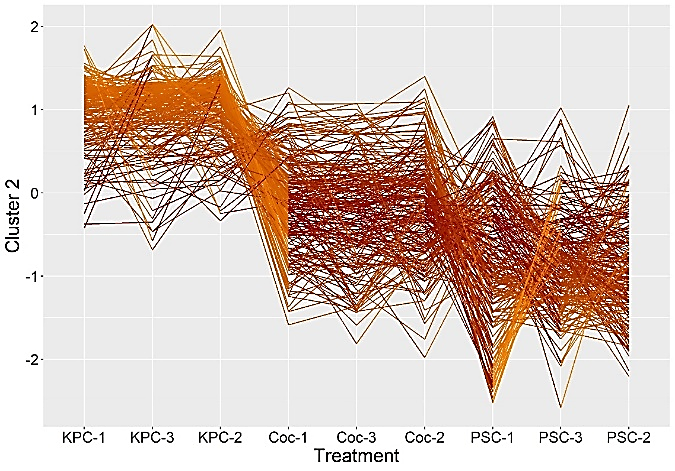 Cluster 2
2
1
0
-1
-2
KPC-1 KPC-3 KPC-2 Coc-1 Coc-3 Coc-2 PSC-1 PSC-3 PSC-2
Treatment